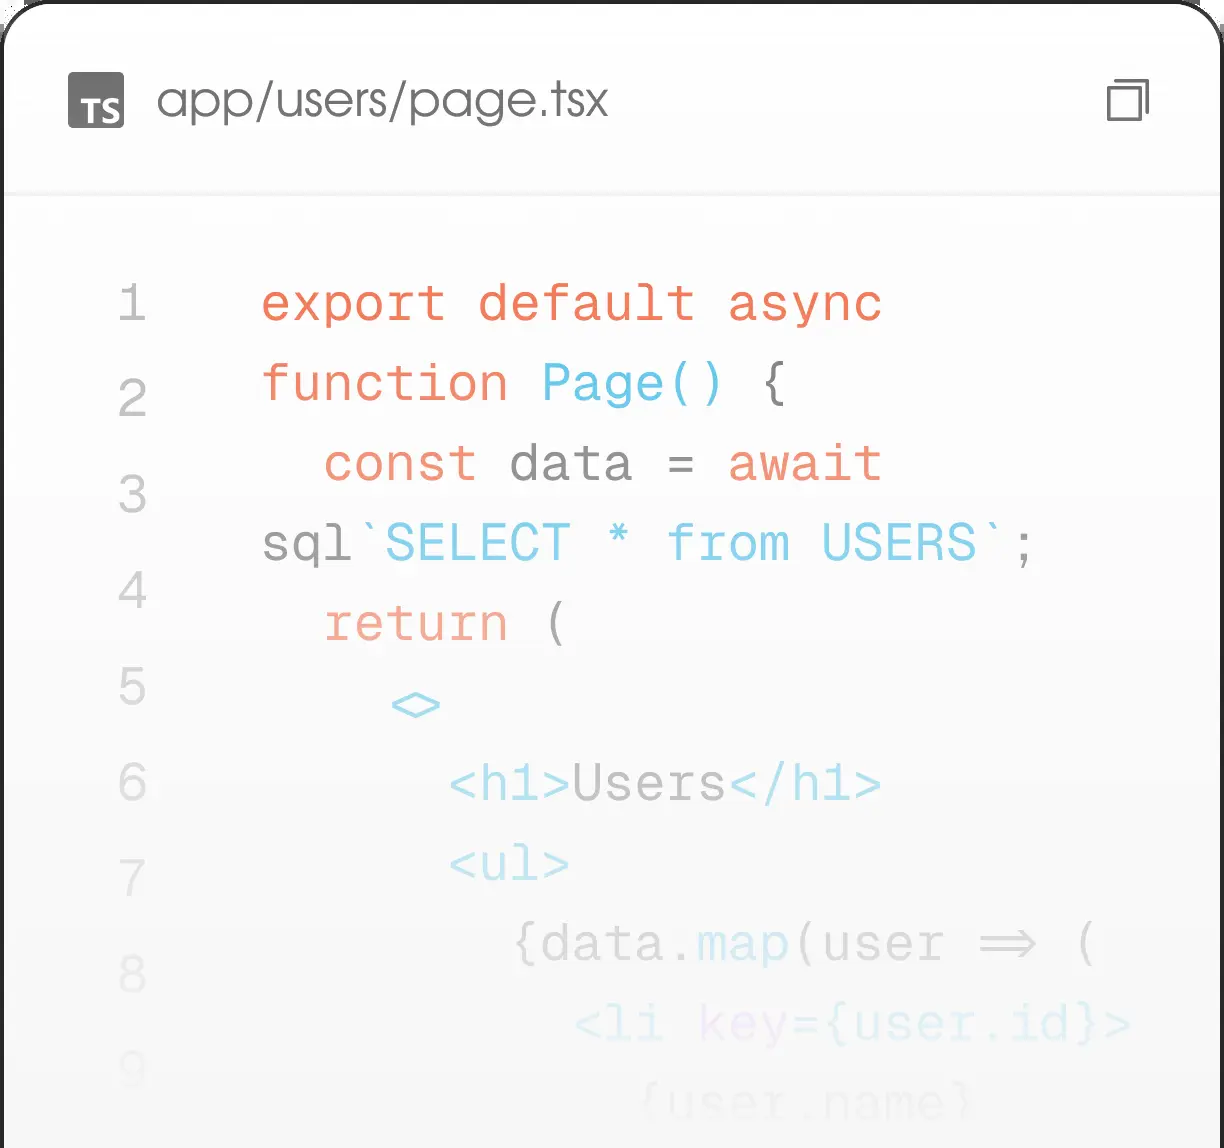 TS app/users/page.tsx
1 export default async
2 function Page() {
3 const data = await
sql`SELECT * from USERS`;
4 return (
5 <>
6 <h1>Users</h1>
7 <ul>
8 {data.map(user => (
9 <li key={user.id}>
{user.name}